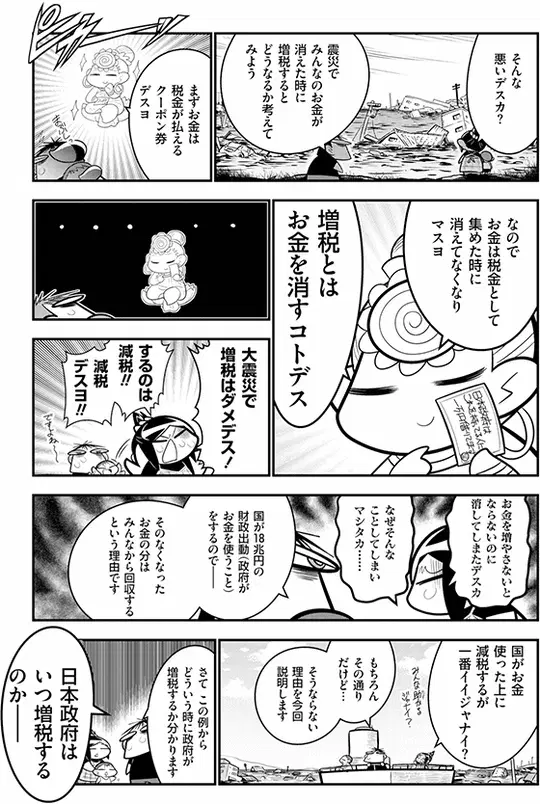 そんな
悪いデスカ？
震災で
みんなのお金が
消えた時に
増税すると
どうなるか考えて
みよう
ピキーッ
まずお金は
税金が払える
クーポン券
デスヨ
なので
お金は税金として
集めた時に
消えてなくなり
マスヨ
増税とは
お金を消すコトデス
大震災で
増税はダメデス！
するのは
減税！！
減税
デスヨ！！
ですよね〜
お金を増やさないと
ならないのに
消してしまたデスカ
なぜそんな
ことしてしまい
マシタカ……
国が18兆円の
財政出動（政府が
お金を使うこと）
をするので――
そのなくなった
お金の分は
みんなから回収する
という理由です
国がお金
使った上に
減税するが
一番イイジャナイ？
もちろん
その通り
だけど…
そうならない
理由を今回
説明します
さて この例から
どういう時に政府が
増税するか分かります
日本政府は
いつ増税する
のか――